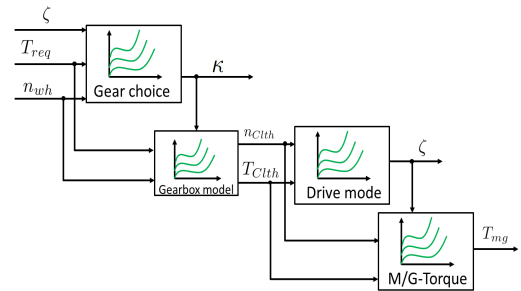 ζ
T_req
n_wh
Gear choice
κ
Gearbox model
n_Clth
T_Clth
Drive mode
ζ
M/G-Torque
T_mg